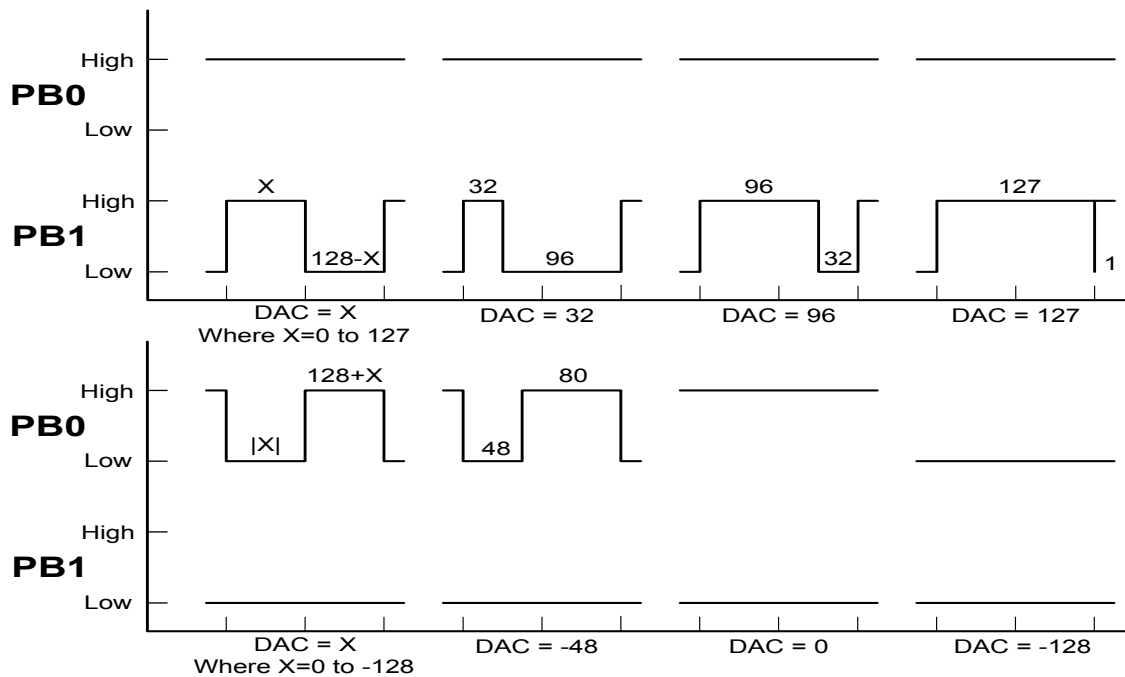 High
PB0
Low
X 32 96 127
High
PB1
128-X 96 32 1
Low
DAC = X DAC = 32 DAC = 96 DAC = 127
Where X=0 to 127
128+X 80
High
PB0
|X| 48
Low
High
PB1
Low
DAC = X DAC = -48 DAC = 0 DAC = -128
Where X=0 to -128